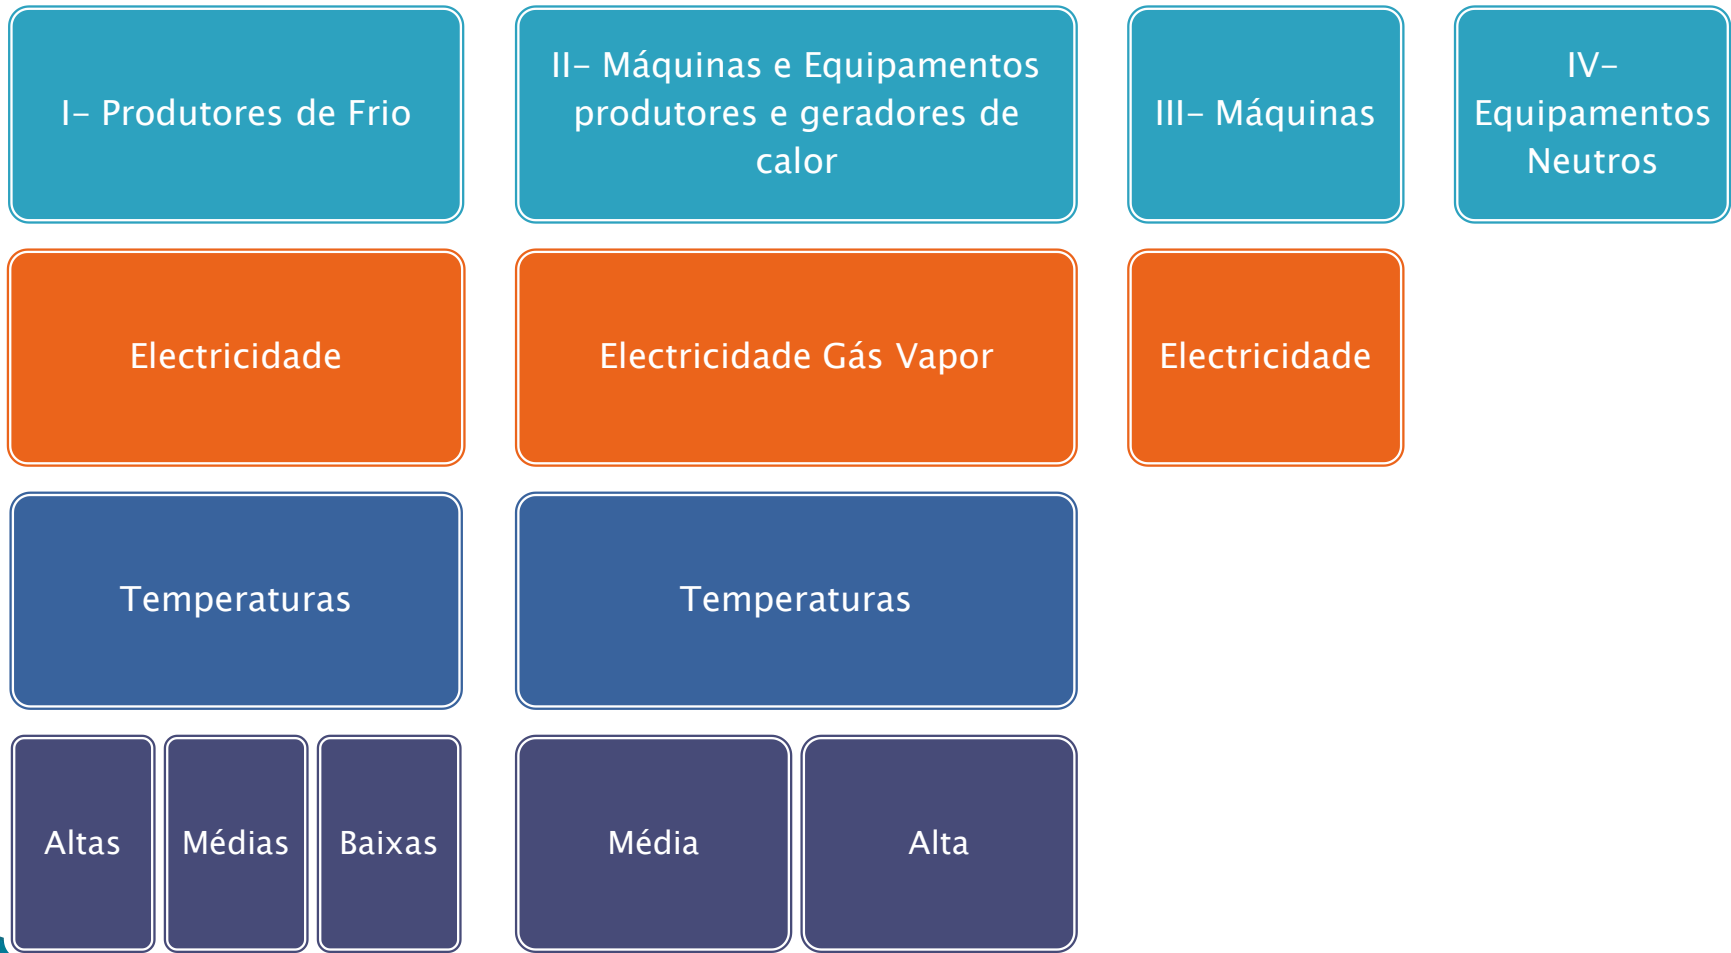 I– Produtores de Frio
II– Máquinas e Equipamentos
produtores e geradores de
calor
III– Máquinas
IV–
Equipamentos
Neutros
Electricidade
Electricidade Gás Vapor
Electricidade
Temperaturas
Temperaturas
Altas
Médias
Baixas
Média
Alta